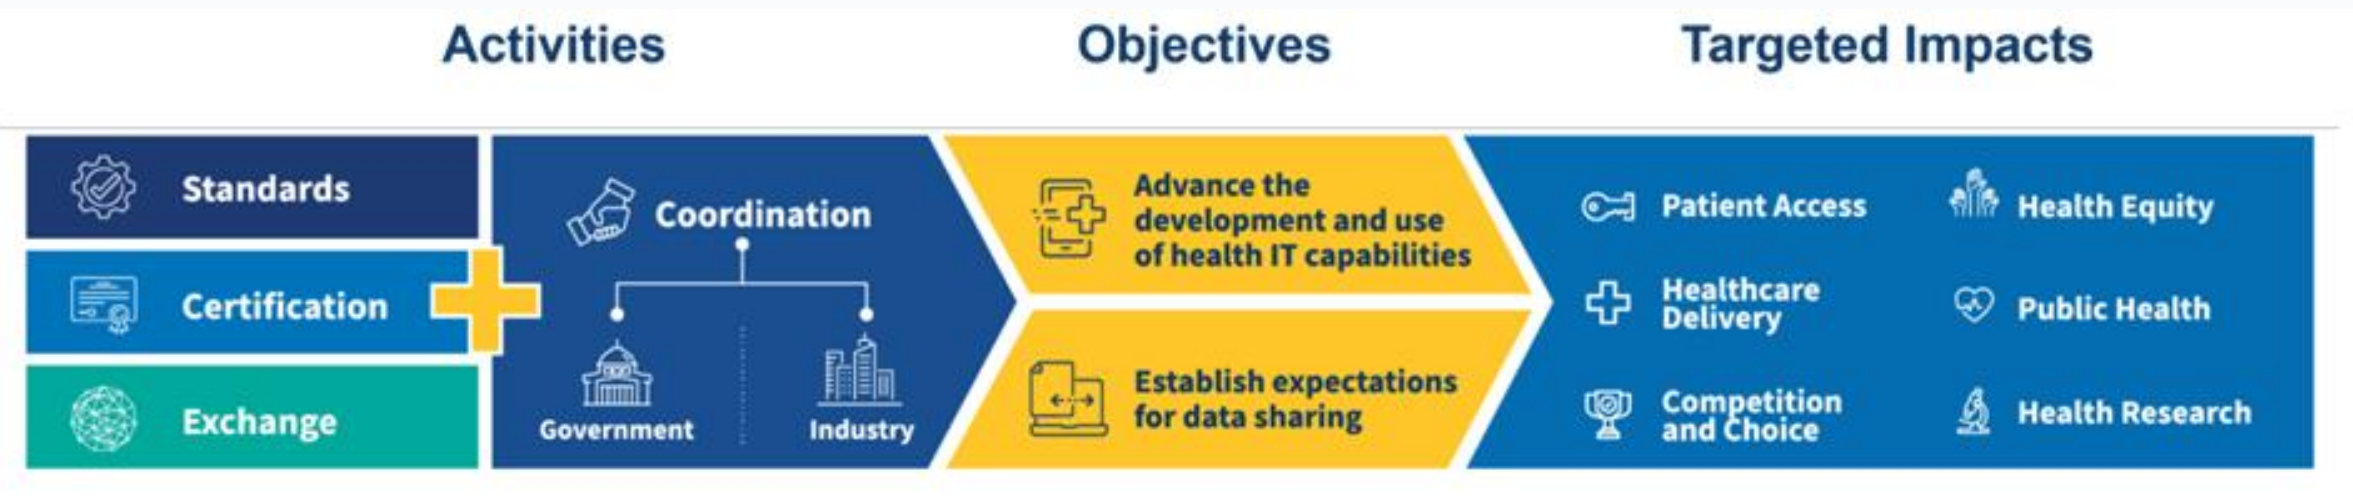 Activities
Objectives
Targeted Impacts
Standards
Certification
Exchange
Coordination
Government
Industry
Advance the
development and use
of health IT capabilities
Establish expectations
for data sharing
Patient Access
Healthcare
Delivery
Competition
and Choice
Health Equity
Public Health
Health Research